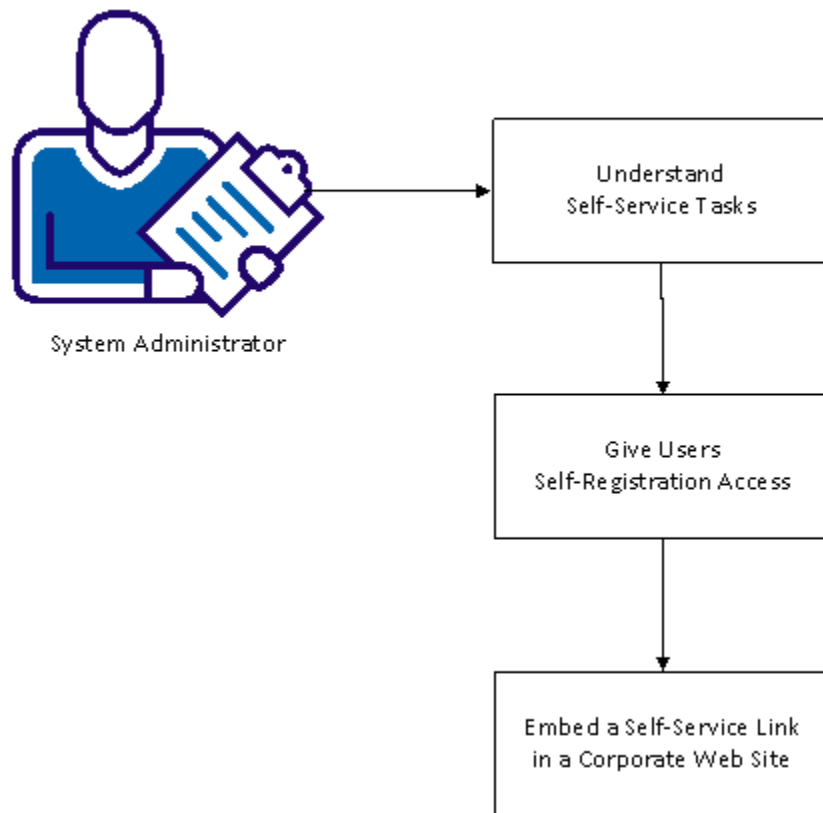 System Administrator
Understand
Self-Service Tasks
Give Users
Self-Registration Access
Embed a Self-Service Link
in a Corporate Web Site